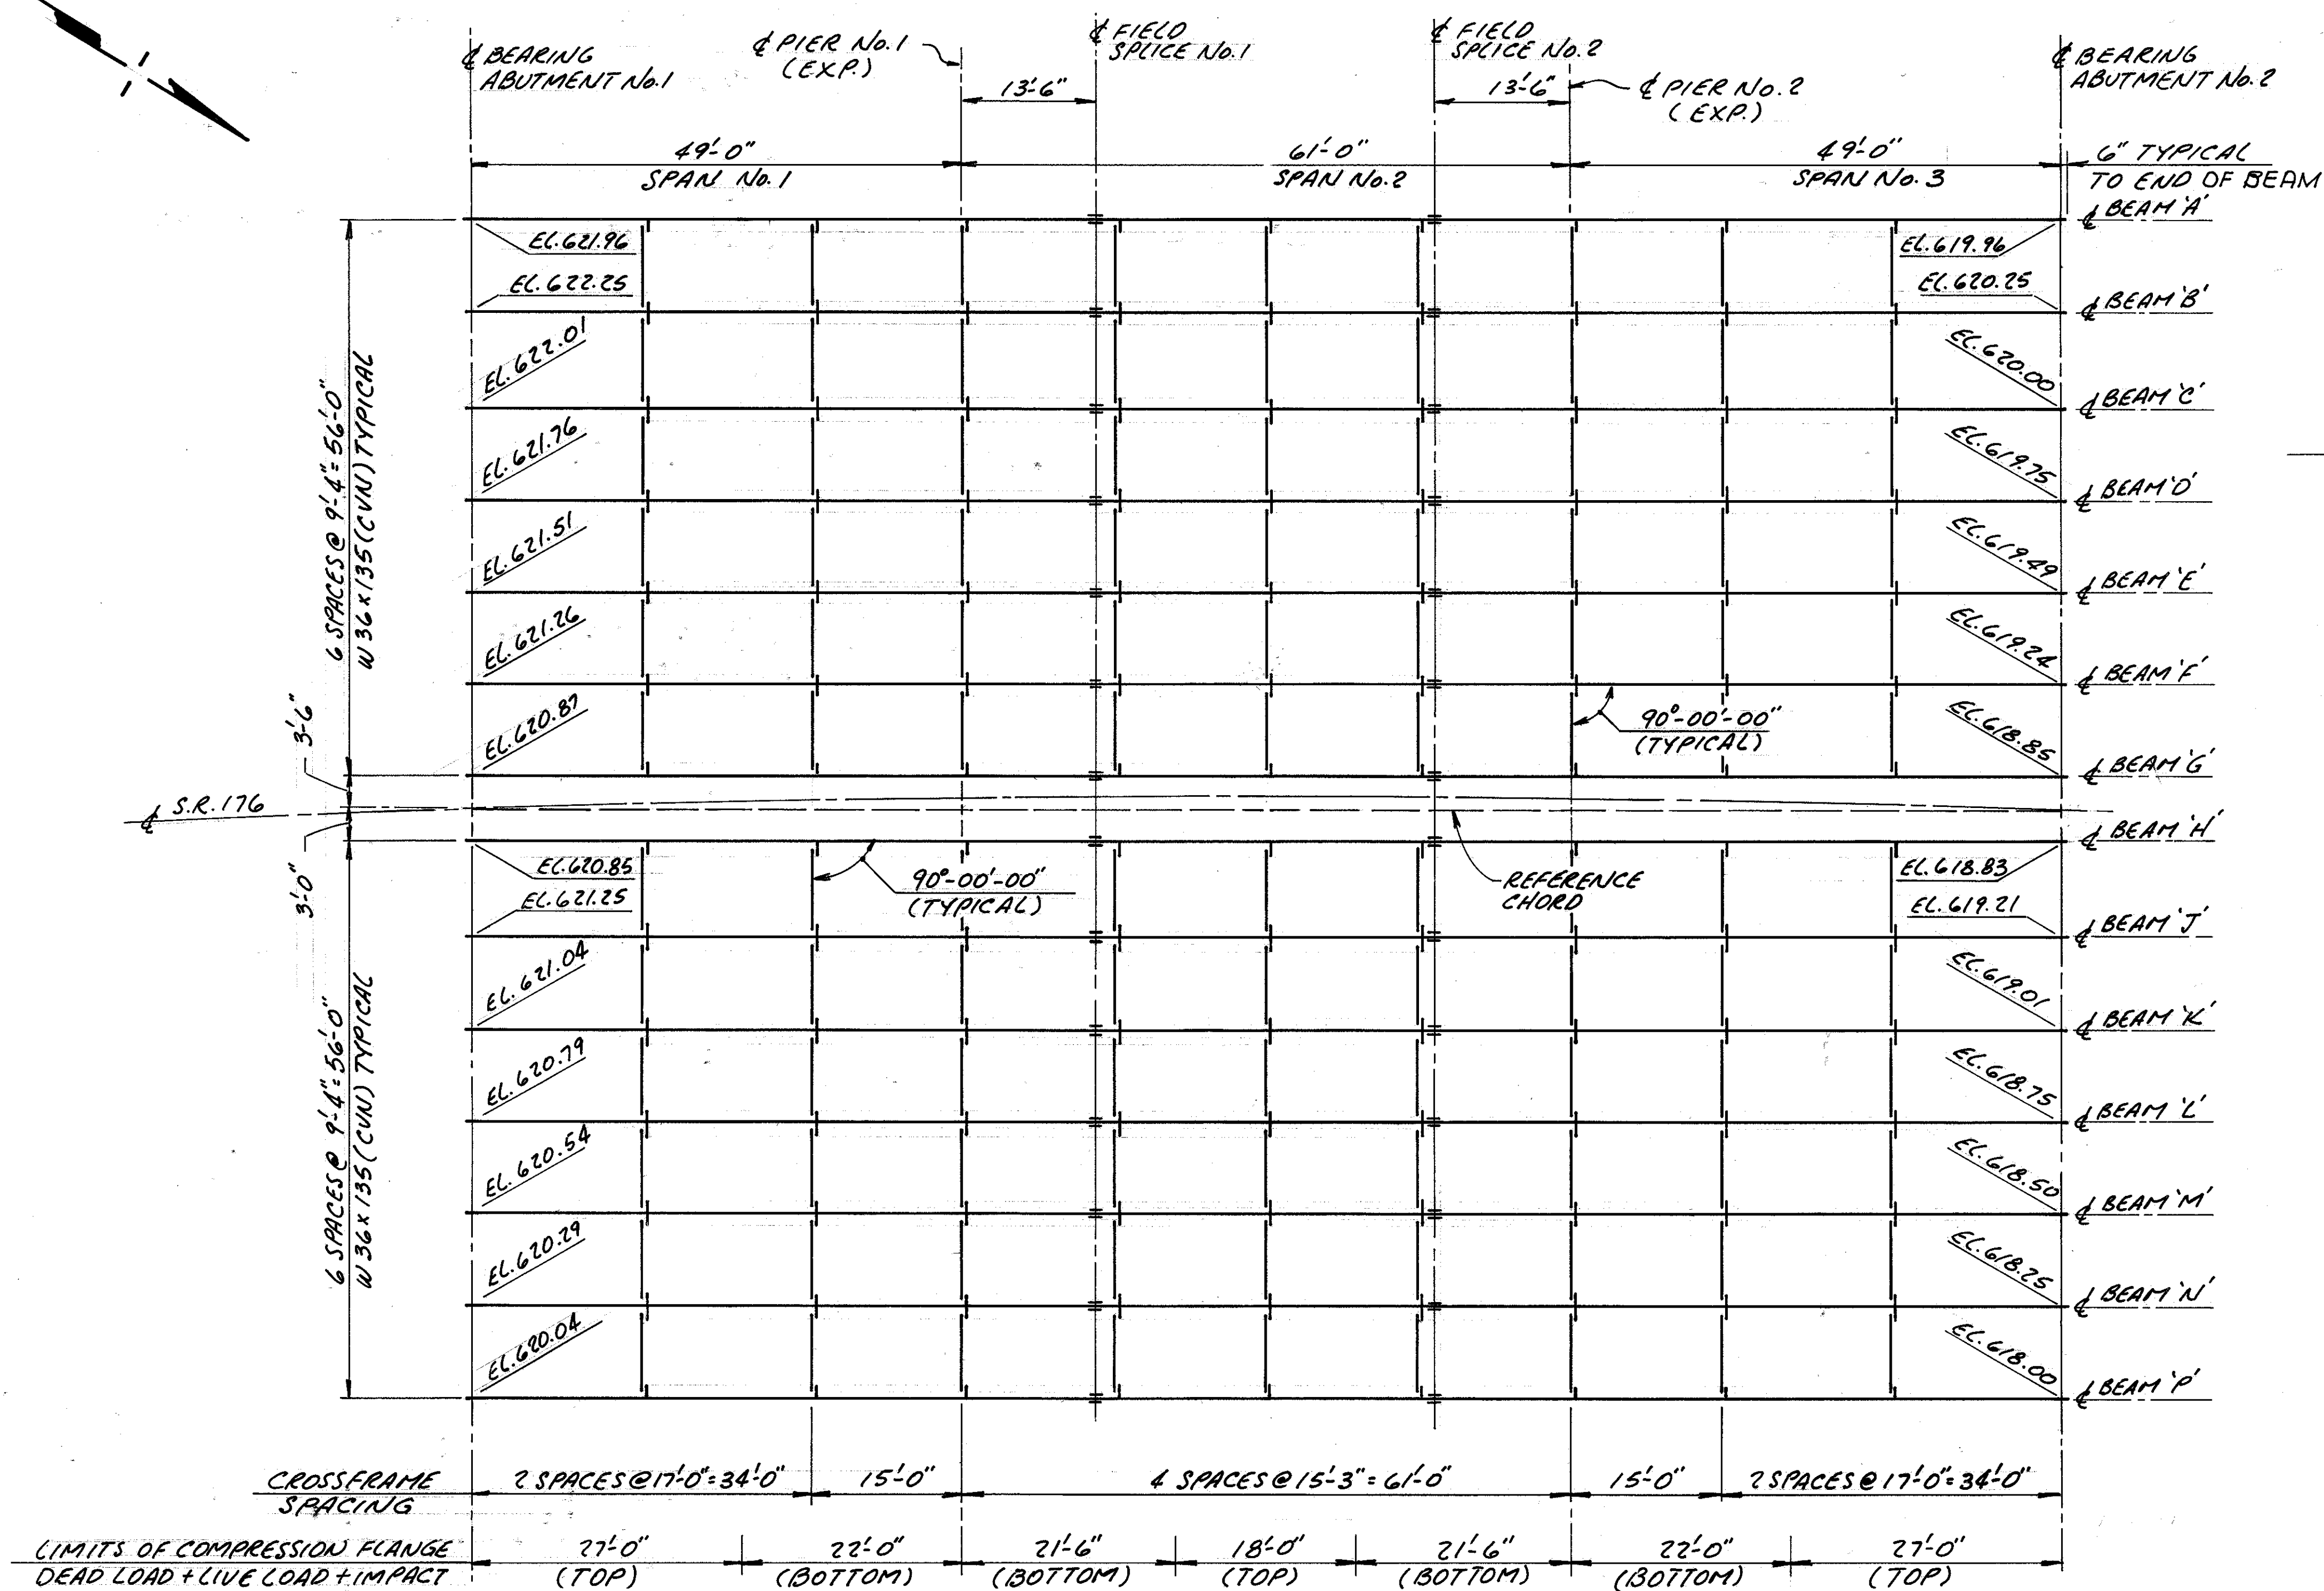 ℄ BEARING
ABUTMENT No.1
℄ PIER No.1
(EXP.)
℄ FIELD
SPLICE No.1
℄ FIELD
SPLICE No.2
℄ PIER No.2
(EXP.)
℄ BEARING
ABUTMENT No.2
13'-6"
13'-6"
49'-0"
SPAN No.1
61'-0"
SPAN No.2
49'-0"
SPAN No.3
6" TYPICAL
TO END OF BEAM
℄ BEAM 'A'
EL.621.96
EL.619.96
EL.622.25
EL.620.25
℄ BEAM 'B'
EL.622.01
EL.620.00
℄ BEAM 'C'
EL.621.76
EL.619.75
℄ BEAM 'D'
EL.621.51
EL.619.49
℄ BEAM 'E'
EL.621.26
EL.619.24
℄ BEAM 'F'
EL.620.87
90°-00'-00"
(TYPICAL)
EL.618.85
℄ BEAM 'G'
6 SPACES @ 9'-4"=56'-0"
W 36x135 (CVN) TYPICAL
3'-6"
℄ S.R. 176
3'-0"
℄ BEAM 'H'
EL.620.85
90°-00'-00"
(TYPICAL)
REFERENCE
CHORD
EL.618.83
EL.621.25
EL.619.21
℄ BEAM 'J'
EL.621.04
EL.619.01
℄ BEAM 'K'
EL.620.79
EL.618.75
℄ BEAM 'L'
EL.620.54
EL.618.50
℄ BEAM 'M'
EL.620.29
EL.618.25
℄ BEAM 'N'
EL.620.04
EL.618.00
℄ BEAM 'P'
6 SPACES @ 9'-4"=56'-0"
W 36x135 (CVN) TYPICAL
CROSSFRAME
SPACING
2 SPACES @ 17'-0"=34'-0"
15'-0"
4 SPACES @ 15'-3"=61'-0"
15'-0"
2 SPACES @ 17'-0"=34'-0"
LIMITS OF COMPRESSION FLANGE
DEAD LOAD + LIVE LOAD + IMPACT
27'-0"
(TOP)
22'-0"
(BOTTOM)
21'-6"
(BOTTOM)
18'-0"
(TOP)
21'-6"
(BOTTOM)
22'-0"
(BOTTOM)
27'-0"
(TOP)